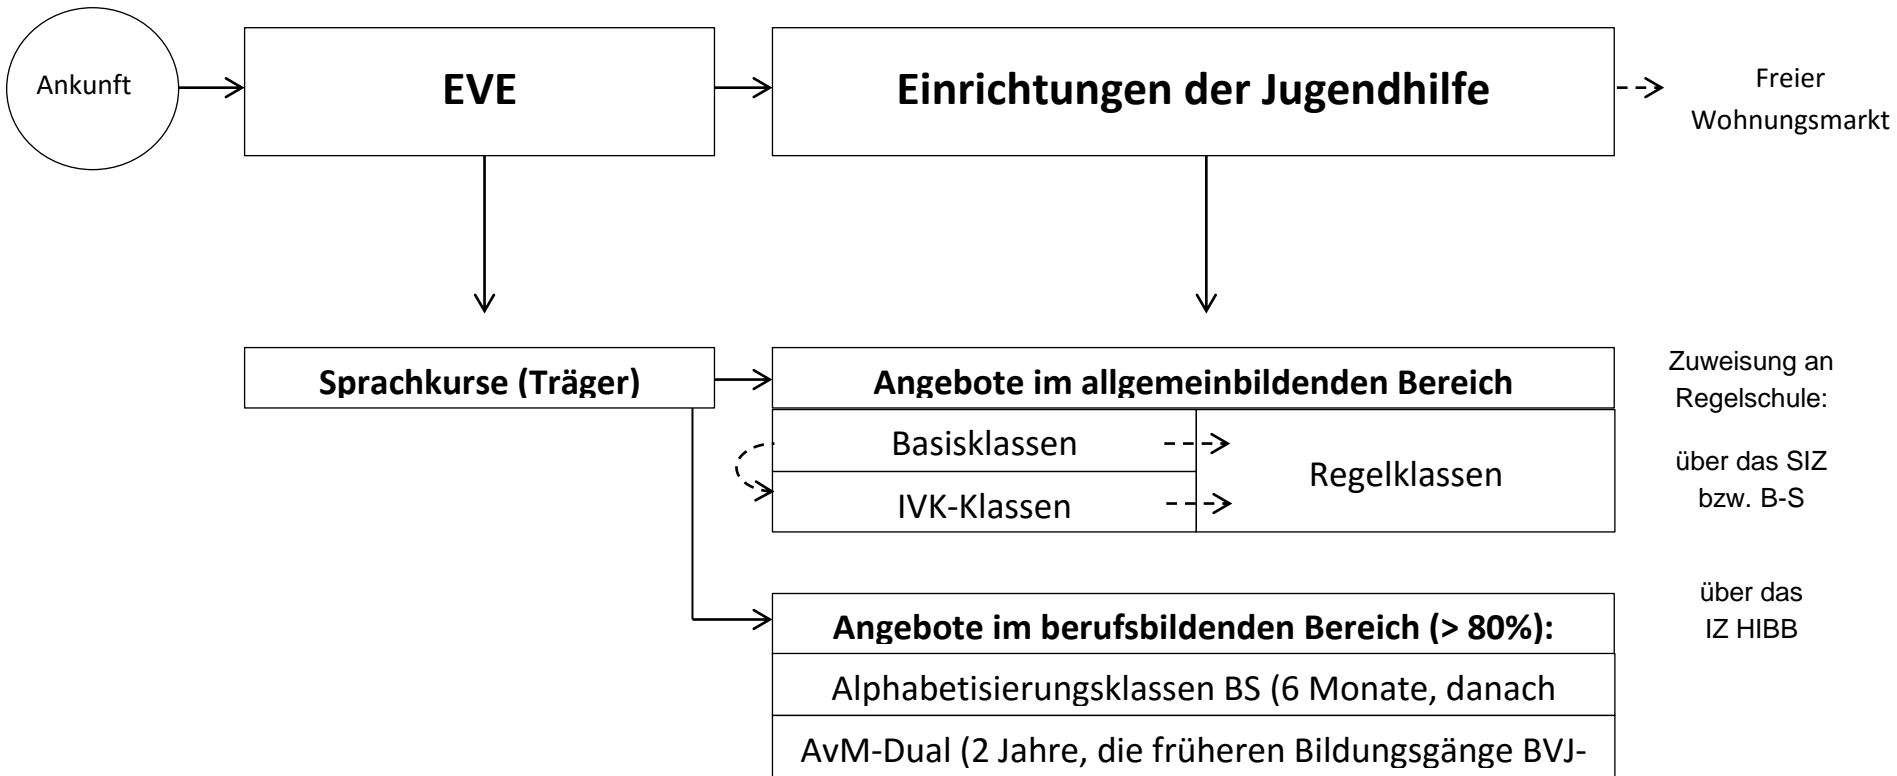 Ankunft
EVE
Einrichtungen der Jugendhilfe
Freier
Wohnungsmarkt
Sprachkurse (Träger)
Angebote im allgemeinbildenden Bereich
Zuweisung an
Regelschule:
Basisklassen
Regelklassen
IVK-Klassen
über das SIZ
bzw. B-S
Angebote im berufsbildenden Bereich (> 80%):
über das
IZ HIBB
Alphabetisierungsklassen BS (6 Monate, danach
AvM-Dual (2 Jahre, die früheren Bildungsgänge BVJ-